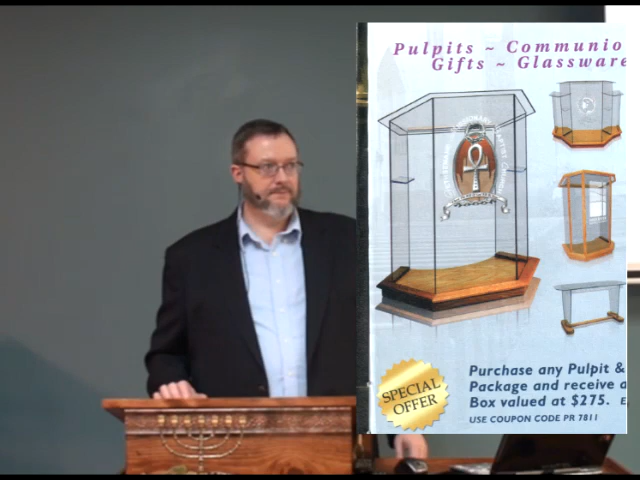 Pulpits ~ Communio
Gifts ~ Glassware
SPECIAL
OFFER
Purchase any Pulpit &
Package and receive a
Box valued at $275. E
USE COUPON CODE PR 7811